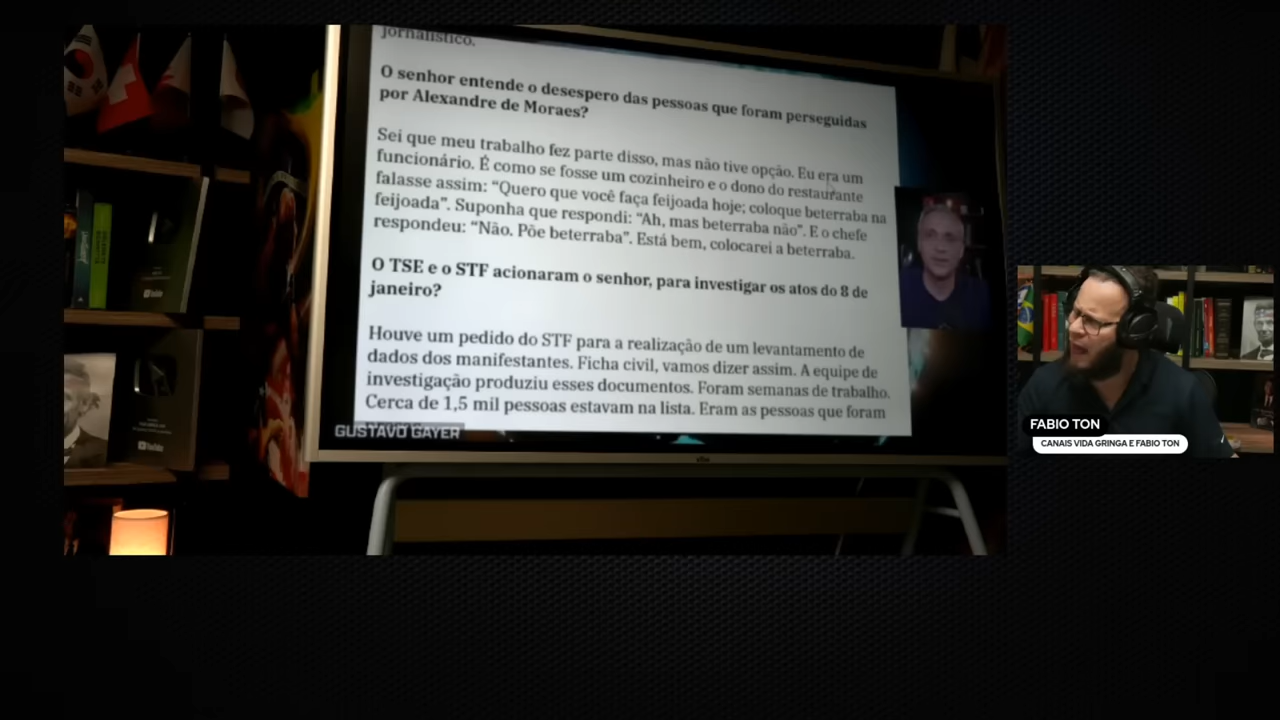 jornalístico.
O senhor entende o desespero das pessoas que foram perseguidas
por Alexandre de Moraes?
Sei que meu trabalho fez parte disso, mas não tive opção. Eu era um
funcionário. É como se fosse um cozinheiro e o dono do restaurante
falasse assim: “Quero que você faça feijoada hoje; coloque beterraba na
feijoada”. Suponha que respondi: “Ah, mas beterraba não”. E o chefe
respondeu: “Não. Põe beterraba”. Está bem, colocarei a beterraba.
O TSE e o STF acionaram o senhor, para investigar os atos do 8 de
janeiro?
Houve um pedido do STF para a realização de um levantamento de
dados dos manifestantes. Ficha civil, vamos dizer assim. A equipe de
investigação produziu esses documentos. Foram semanas de trabalho.
Cerca de 1,5 mil pessoas estavam na lista. Eram as pessoas que foram
GUSTAVO GAYER
YouTube
YouTube
FABIO TON
CANAIS VIDA GRINGA E FABIO TON